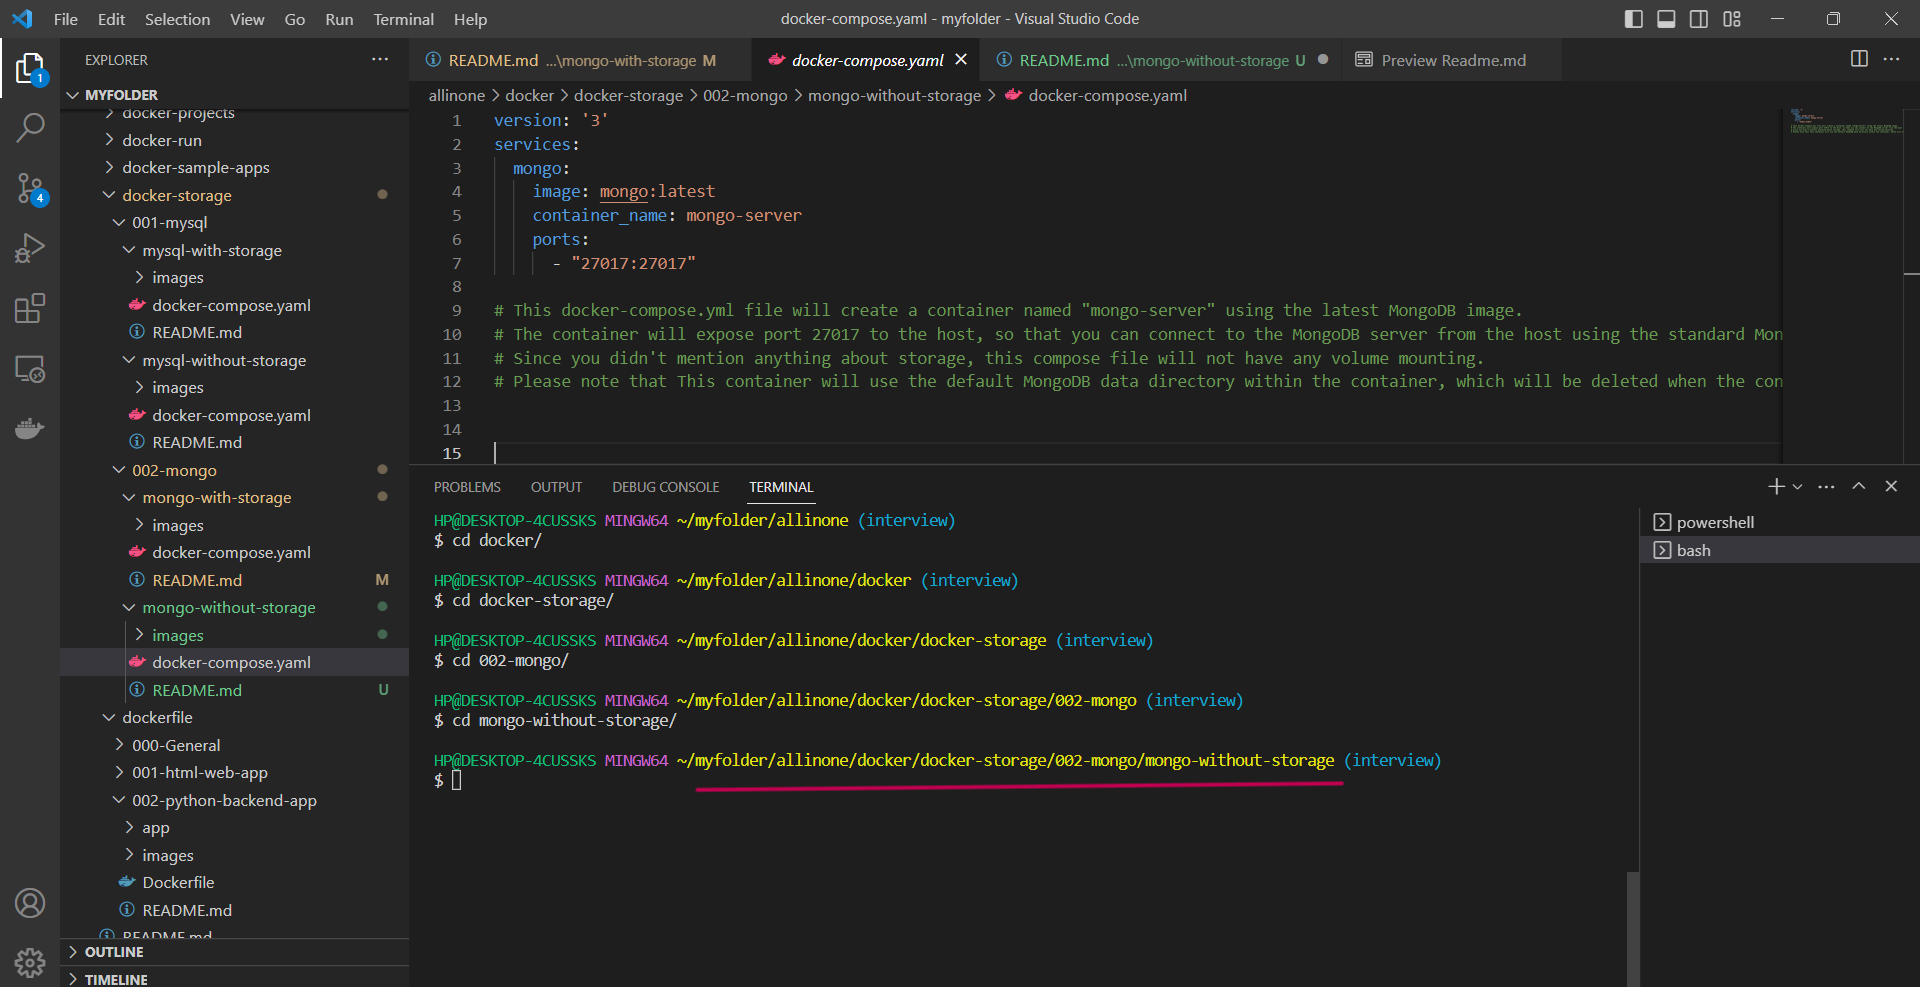 File Edit Selection View Go Run Terminal Help
docker-compose.yaml - myfolder - Visual Studio Code
EXPLORER
MYFOLDER
docker-projects
docker-run
docker-sample-apps
docker-storage
001-mysql
mysql-with-storage
images
docker-compose.yaml
README.md
mysql-without-storage
images
docker-compose.yaml
README.md
002-mongo
mongo-with-storage
images
docker-compose.yaml
README.md M
mongo-without-storage
images
docker-compose.yaml
README.md U
dockerfile
000-General
001-html-web-app
002-python-backend-app
app
images
Dockerfile
README.md
README.md
OUTLINE
TIMELINE
1
4
README.md ...\mongo-with-storage M
docker-compose.yaml
README.md ...\mongo-without-storage U
Preview Readme.md
allinone > docker > docker-storage > 002-mongo > mongo-without-storage > docker-compose.yaml
1 version: '3'
2 services:
3 mongo:
4 image: mongo:latest
5 container_name: mongo-server
6 ports:
7 - "27017:27017"
8
9 # This docker-compose.yml file will create a container named "mongo-server" using the latest MongoDB image.
10 # The container will expose port 27017 to the host, so that you can connect to the MongoDB server from the host using the standard Mon
11 # Since you didn't mention anything about storage, this compose file will not have any volume mounting.
12 # Please note that This container will use the default MongoDB data directory within the container, which will be deleted when the con
13
14
15
PROBLEMS OUTPUT DEBUG CONSOLE TERMINAL
HP@DESKTOP-4CUSSKS MINGW64 ~/myfolder/allinone (interview)
$ cd docker/
HP@DESKTOP-4CUSSKS MINGW64 ~/myfolder/allinone/docker (interview)
$ cd docker-storage/
HP@DESKTOP-4CUSSKS MINGW64 ~/myfolder/allinone/docker/docker-storage (interview)
$ cd 002-mongo/
HP@DESKTOP-4CUSSKS MINGW64 ~/myfolder/allinone/docker/docker-storage/002-mongo (interview)
$ cd mongo-without-storage/
HP@DESKTOP-4CUSSKS MINGW64 ~/myfolder/allinone/docker/docker-storage/002-mongo/mongo-without-storage (interview)
$
powershell
bash